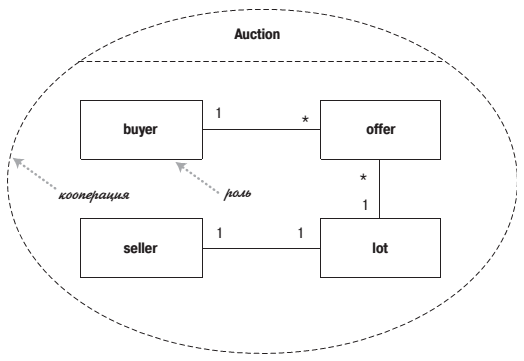 Auction
buyer
1
*
offer
*
кооперация
роль
1
seller
1
1
lot